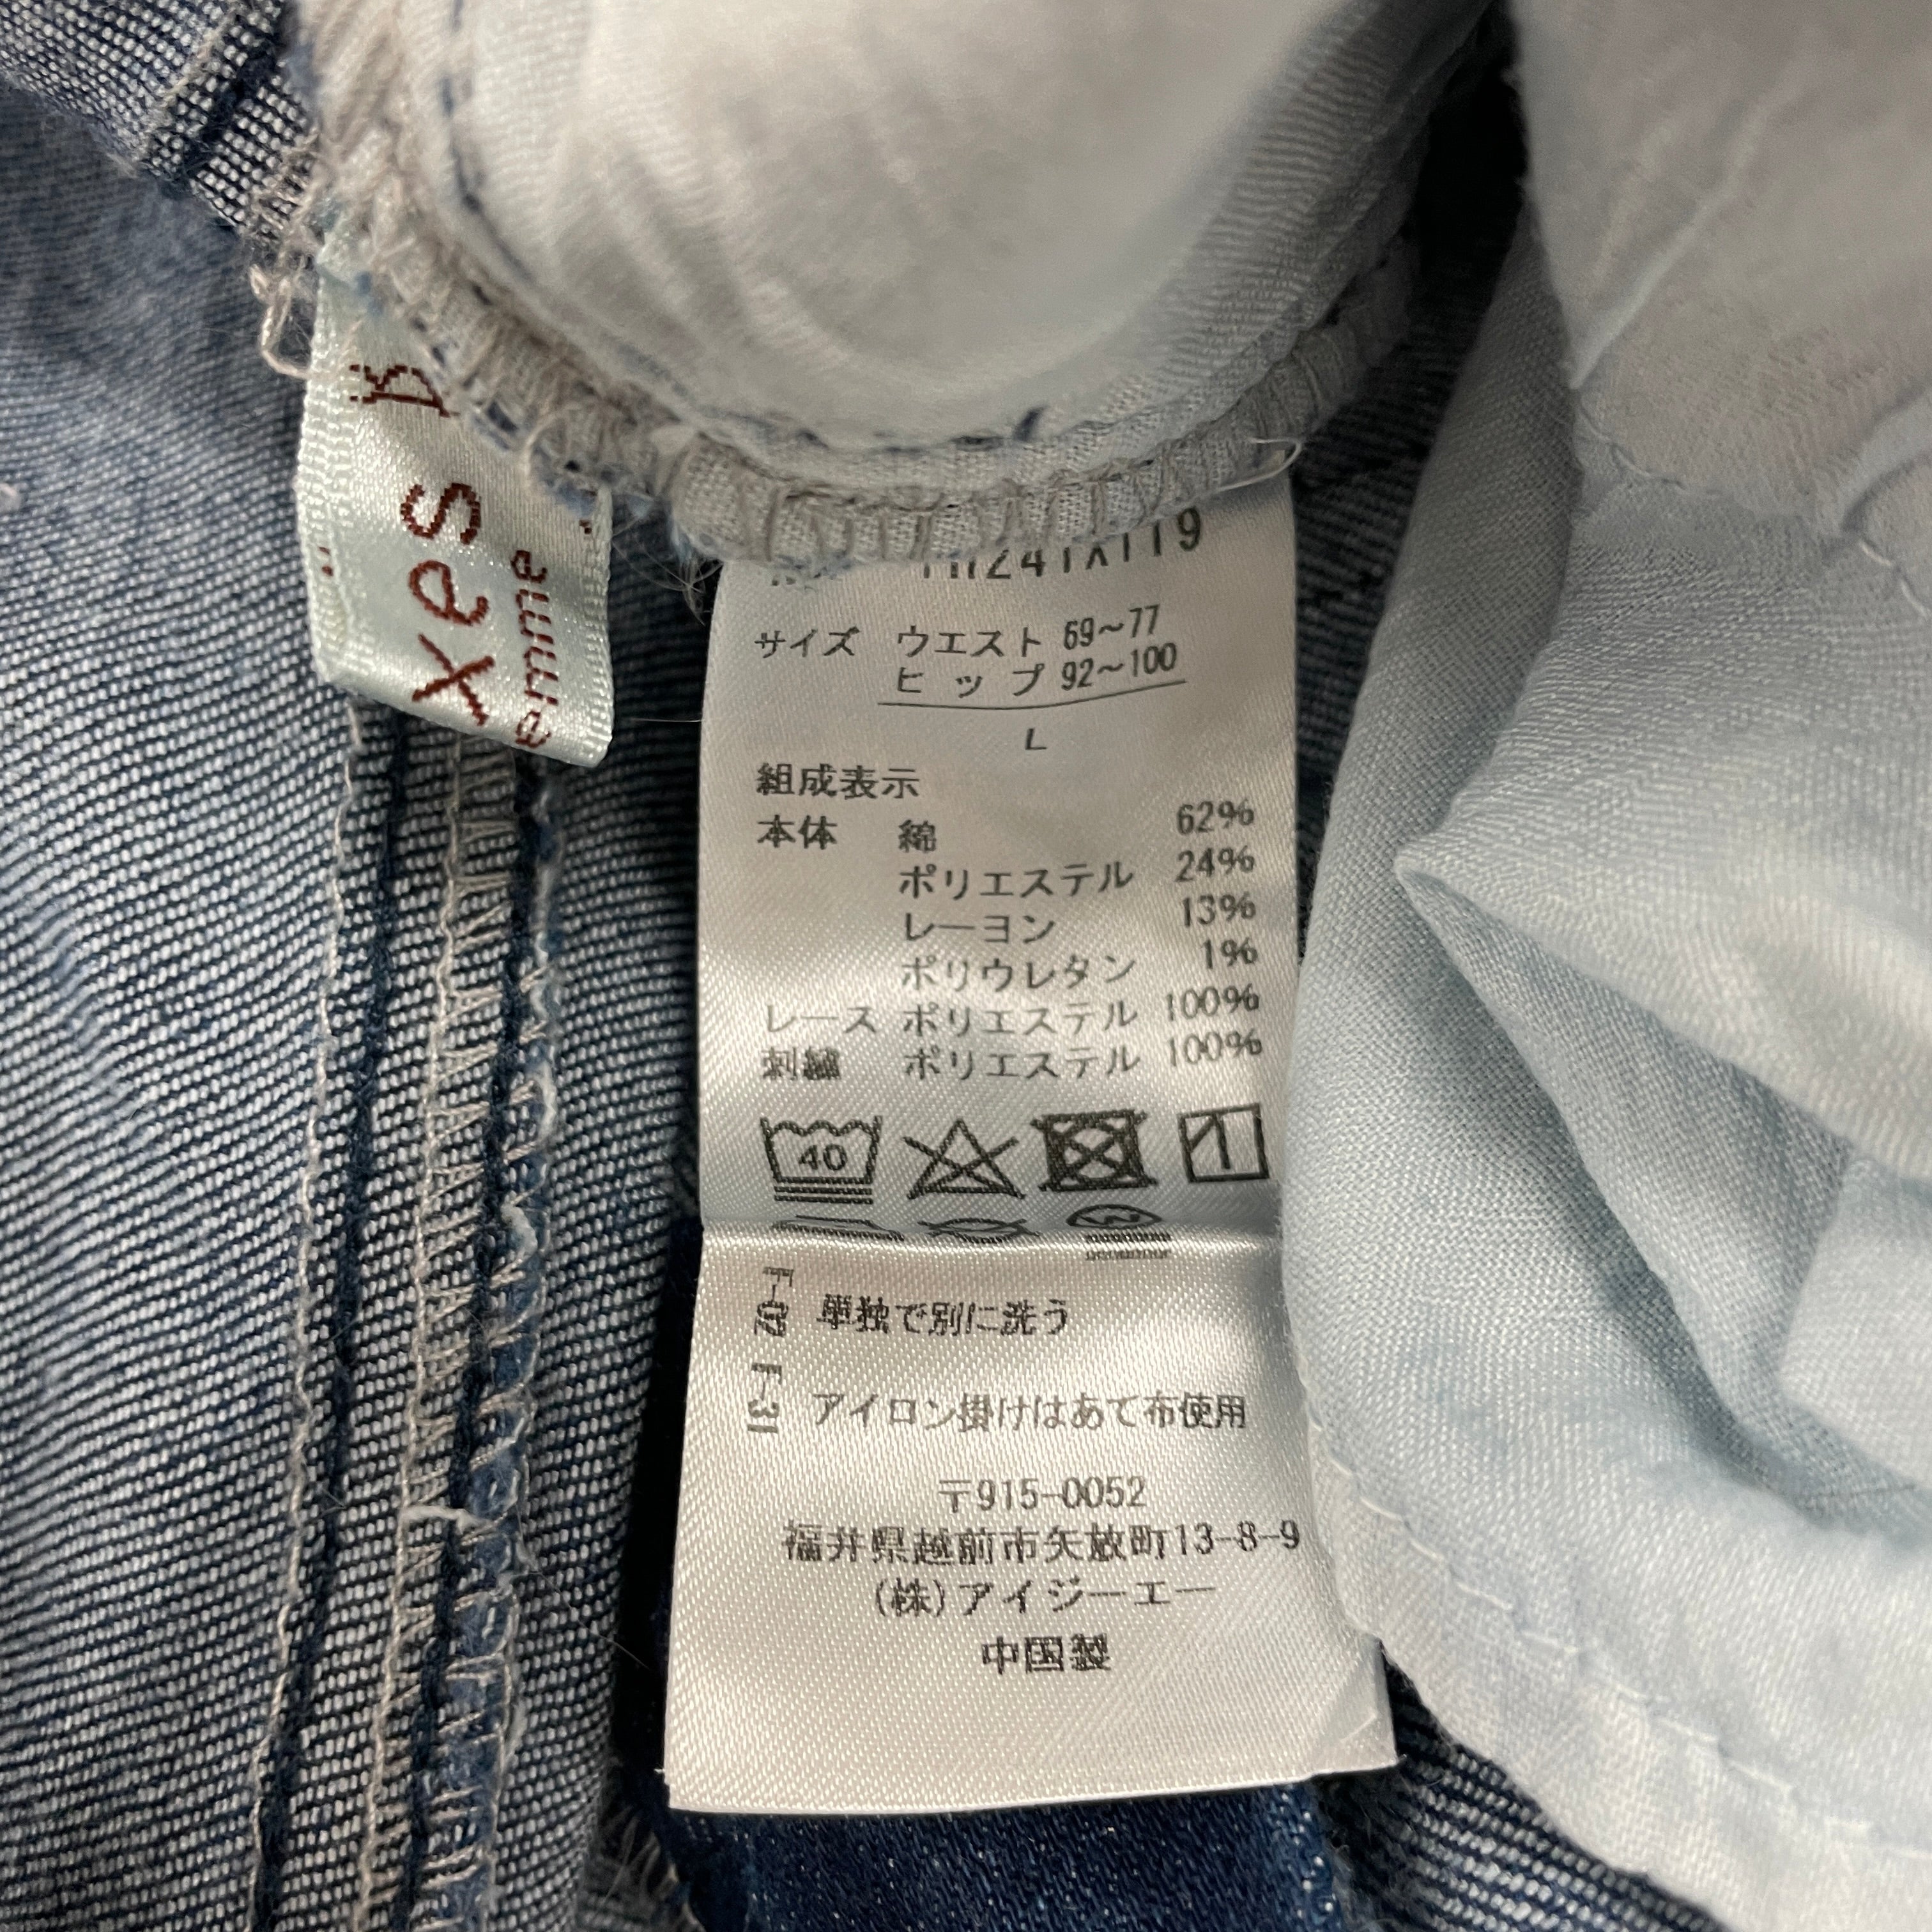 xes
emme
サイズ ウエスト 69～77
ヒップ 92～100
L
組成表示
本体 綿 62%
ポリエステル 24%
レーヨン 13%
ポリウレタン 1%
レース ポリエステル 100%
刺繍 ポリエステル 100%
40
W
F-02 単独で別に洗う
F-31 アイロン掛けはあて布使用
〒915-0052
福井県越前市矢放町13-8-9
(株)アイジーエー
中国製